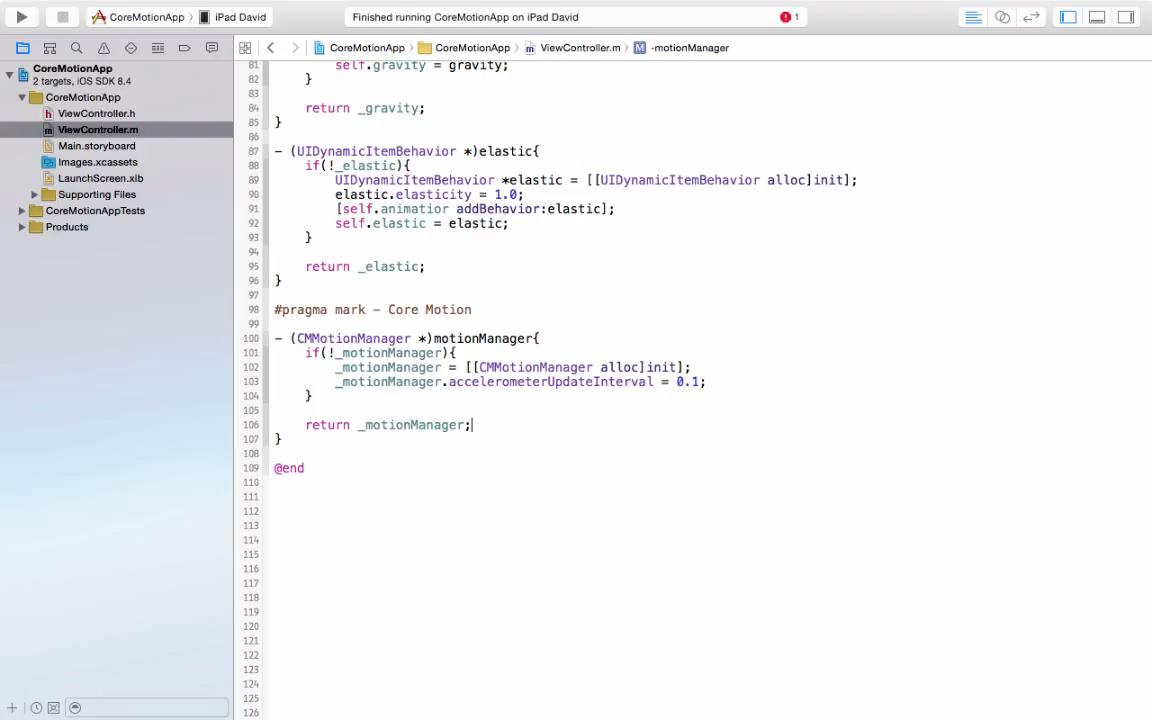 CoreMotionApp iPad David Finished running CoreMotionApp on iPad David 1
CoreMotionApp CoreMotionApp m ViewController.m M -motionManager
CoreMotionApp
2 targets, iOS SDK 8.4
CoreMotionApp
h ViewController.h
m ViewController.m
Main.storyboard
Images.xcassets
LaunchScreen.xib
Supporting Files
CoreMotionAppTests
Products
81 self.gravity = gravity;
82 }
83
84 return _gravity;
85 }
86
87 - (UIDynamicItemBehavior *)elastic{
88 if(!_elastic){
89 UIDynamicItemBehavior *elastic = [[UIDynamicItemBehavior alloc]init];
90 elastic.elasticity = 1.0;
91 [self.animatior addBehavior:elastic];
92 self.elastic = elastic;
93 }
94
95 return _elastic;
96 }
97
98 #pragma mark - Core Motion
99
100 - (CMMotionManager *)motionManager{
101 if(!_motionManager){
102 _motionManager = [[CMMotionManager alloc]init];
103 _motionManager.accelerometerUpdateInterval = 0.1;
104 }
105
106 return _motionManager;
107 }
108
109 @end
110
111
112
113
114
115
116
117
118
119
120
121
122
123
124
125
126